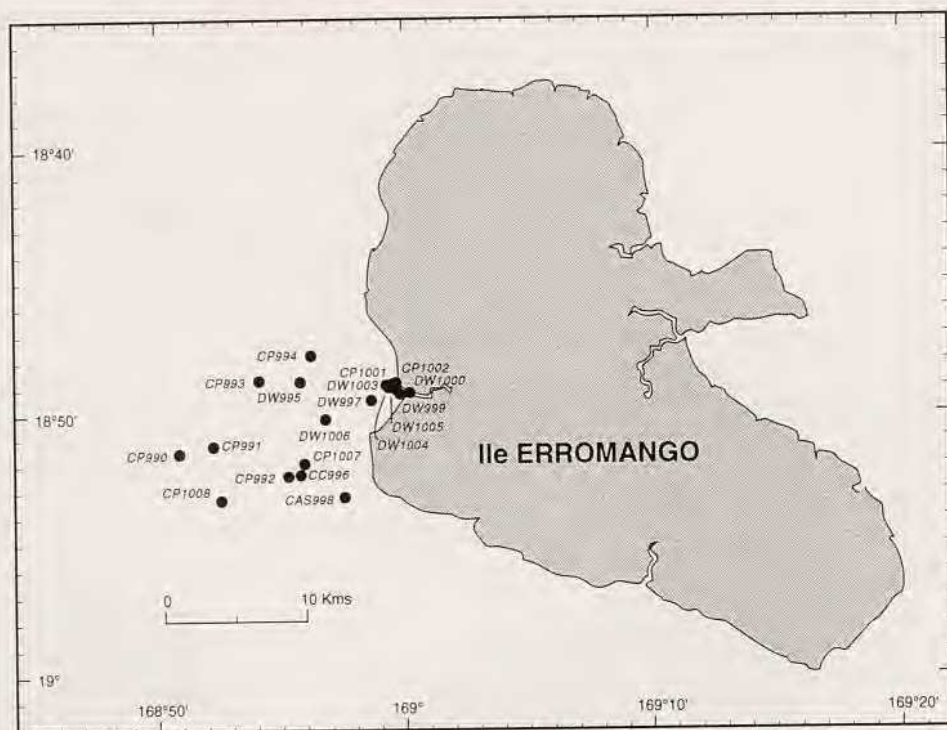 18°40'
CP994
CP1001
CP1002
CP993
DW1003
DW1000
DW995
DW997
DW999
18°50'
DW1005
DW1006
DW1004
Ile ERROMANGO
CP991
CP990
CP1007
CP992
CC996
CP1008
CAS998
0
10 Kms
19°
168°50'
169°
169°10'
169°20'